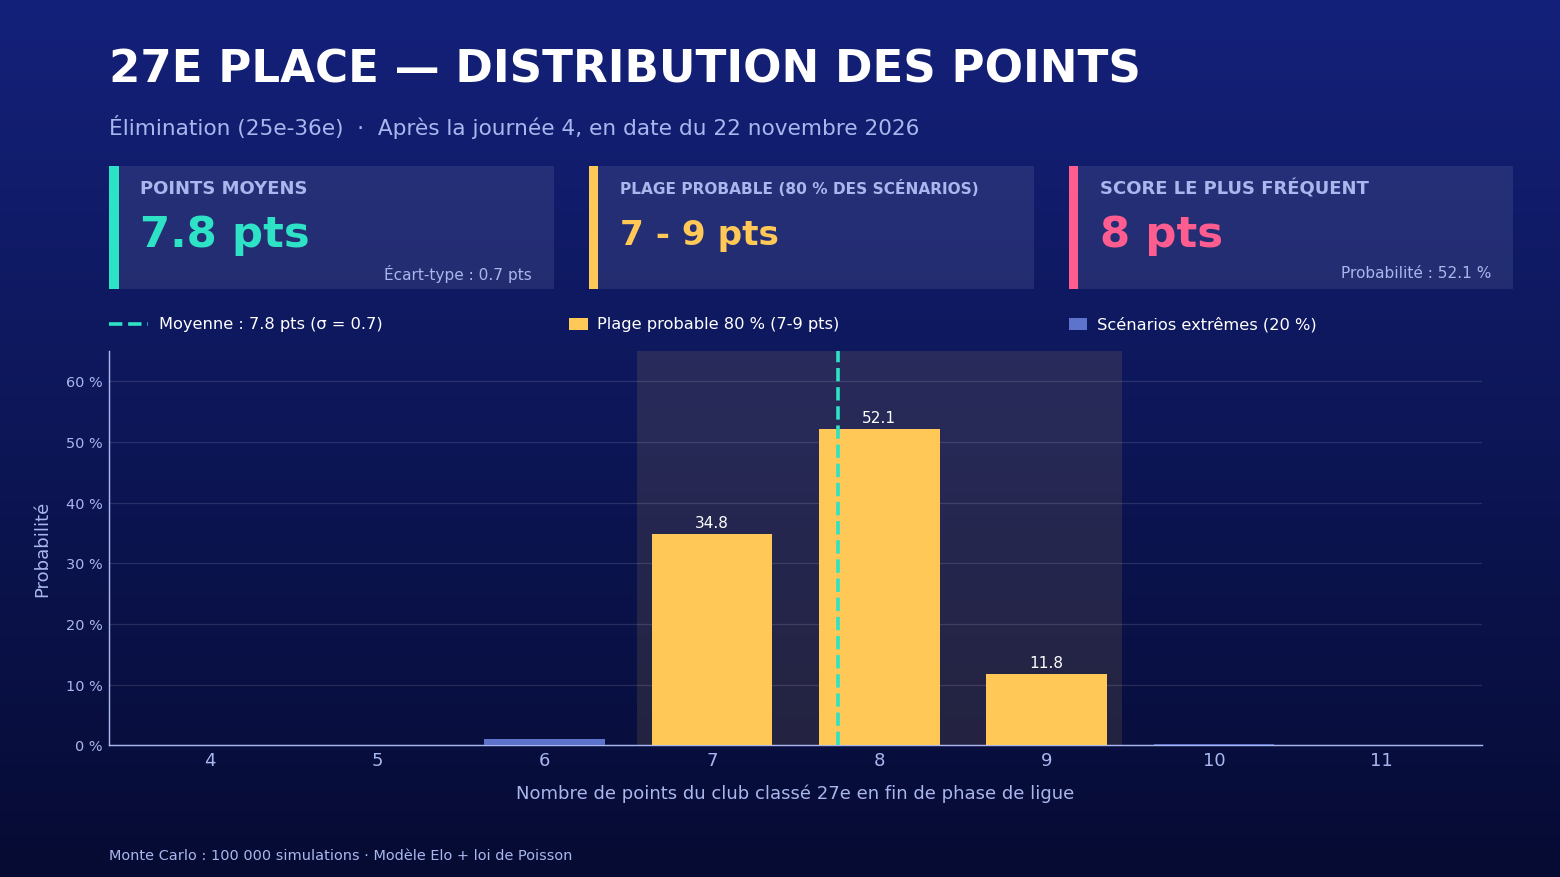 27E PLACE — DISTRIBUTION DES POINTS
Élimination (25e-36e)  ·  Après la journée 4, en date du 22 novembre 2026
POINTS MOYENS
7.8 pts
Écart-type : 0.7 pts
PLAGE PROBABLE (80 % DES SCÉNARIOS)
7 - 9 pts
SCORE LE PLUS FRÉQUENT
8 pts
Probabilité : 52.1 %
Moyenne : 7.8 pts (σ = 0.7)
Plage probable 80 % (7-9 pts)
Scénarios extrêmes (20 %)
Probabilité
60 %
50 %
40 %
30 %
20 %
10 %
0 %
34.8
52.1
11.8
4 5 6 7 8 9 10 11
Nombre de points du club classé 27e en fin de phase de ligue
Monte Carlo : 100 000 simulations · Modèle Elo + loi de Poisson